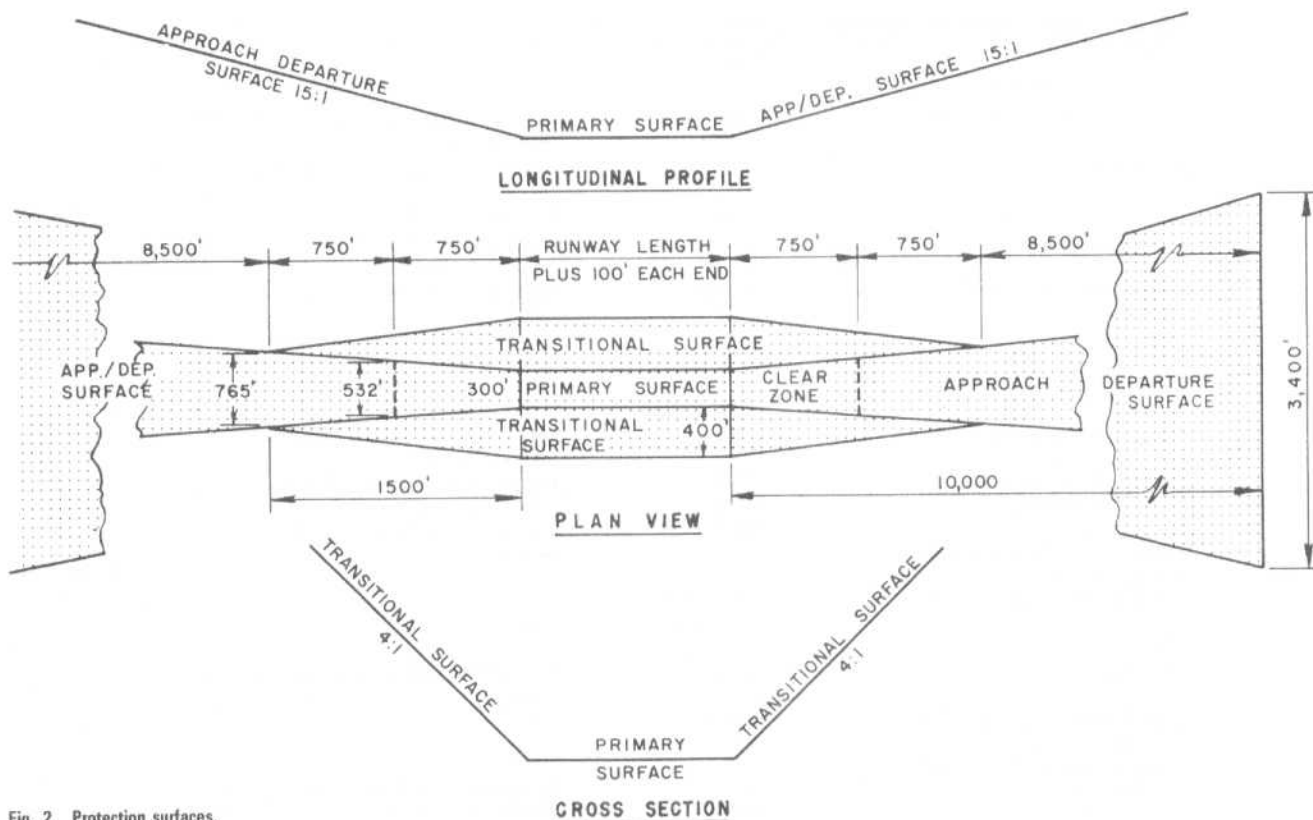 APPROACH DEPARTURE
SURFACE 15:1
PRIMARY SURFACE
APP/DEP. SURFACE 15:1
LONGITUDINAL PROFILE
8,500'
750'
750'
RUNWAY LENGTH
PLUS 100' EACH END
750'
750'
8,500'
TRANSITIONAL SURFACE
APP./DEP.
SURFACE
765'
532'
300'
PRIMARY SURFACE
CLEAR
ZONE
APPROACH DEPARTURE
SURFACE
3,400'
TRANSITIONAL
SURFACE
400'
1500'
10,000
PLAN VIEW
TRANSITIONAL SURFACE
4:1
TRANSITIONAL SURFACE
4:1
PRIMARY
SURFACE
CROSS SECTION
Fig. 2 Protection surfaces.